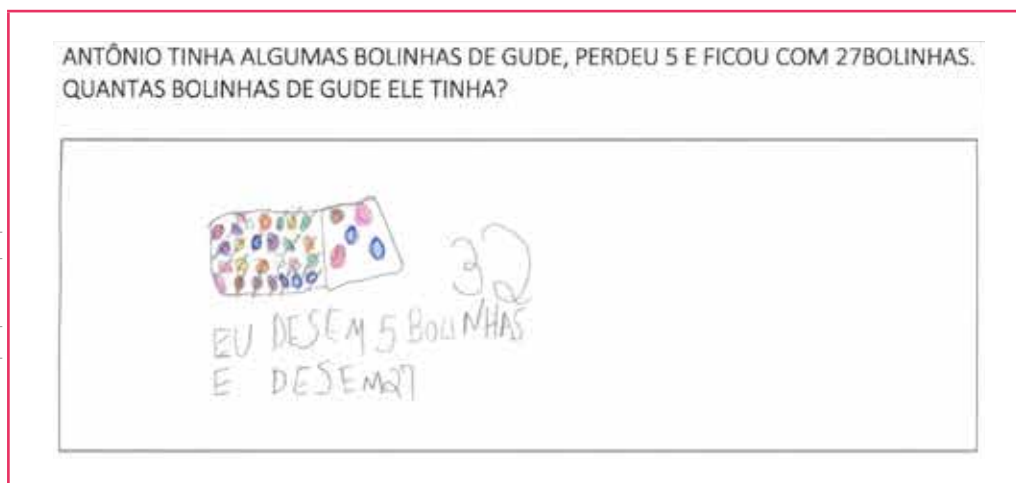 ANTÔNIO TINHA ALGUMAS BOLINHAS DE GUDE, PERDEU 5 E FICOU COM 27BOLINHAS.
QUANTAS BOLINHAS DE GUDE ELE TINHA?
32
EU DESEM 5 BOLINHAS
E DESEM27